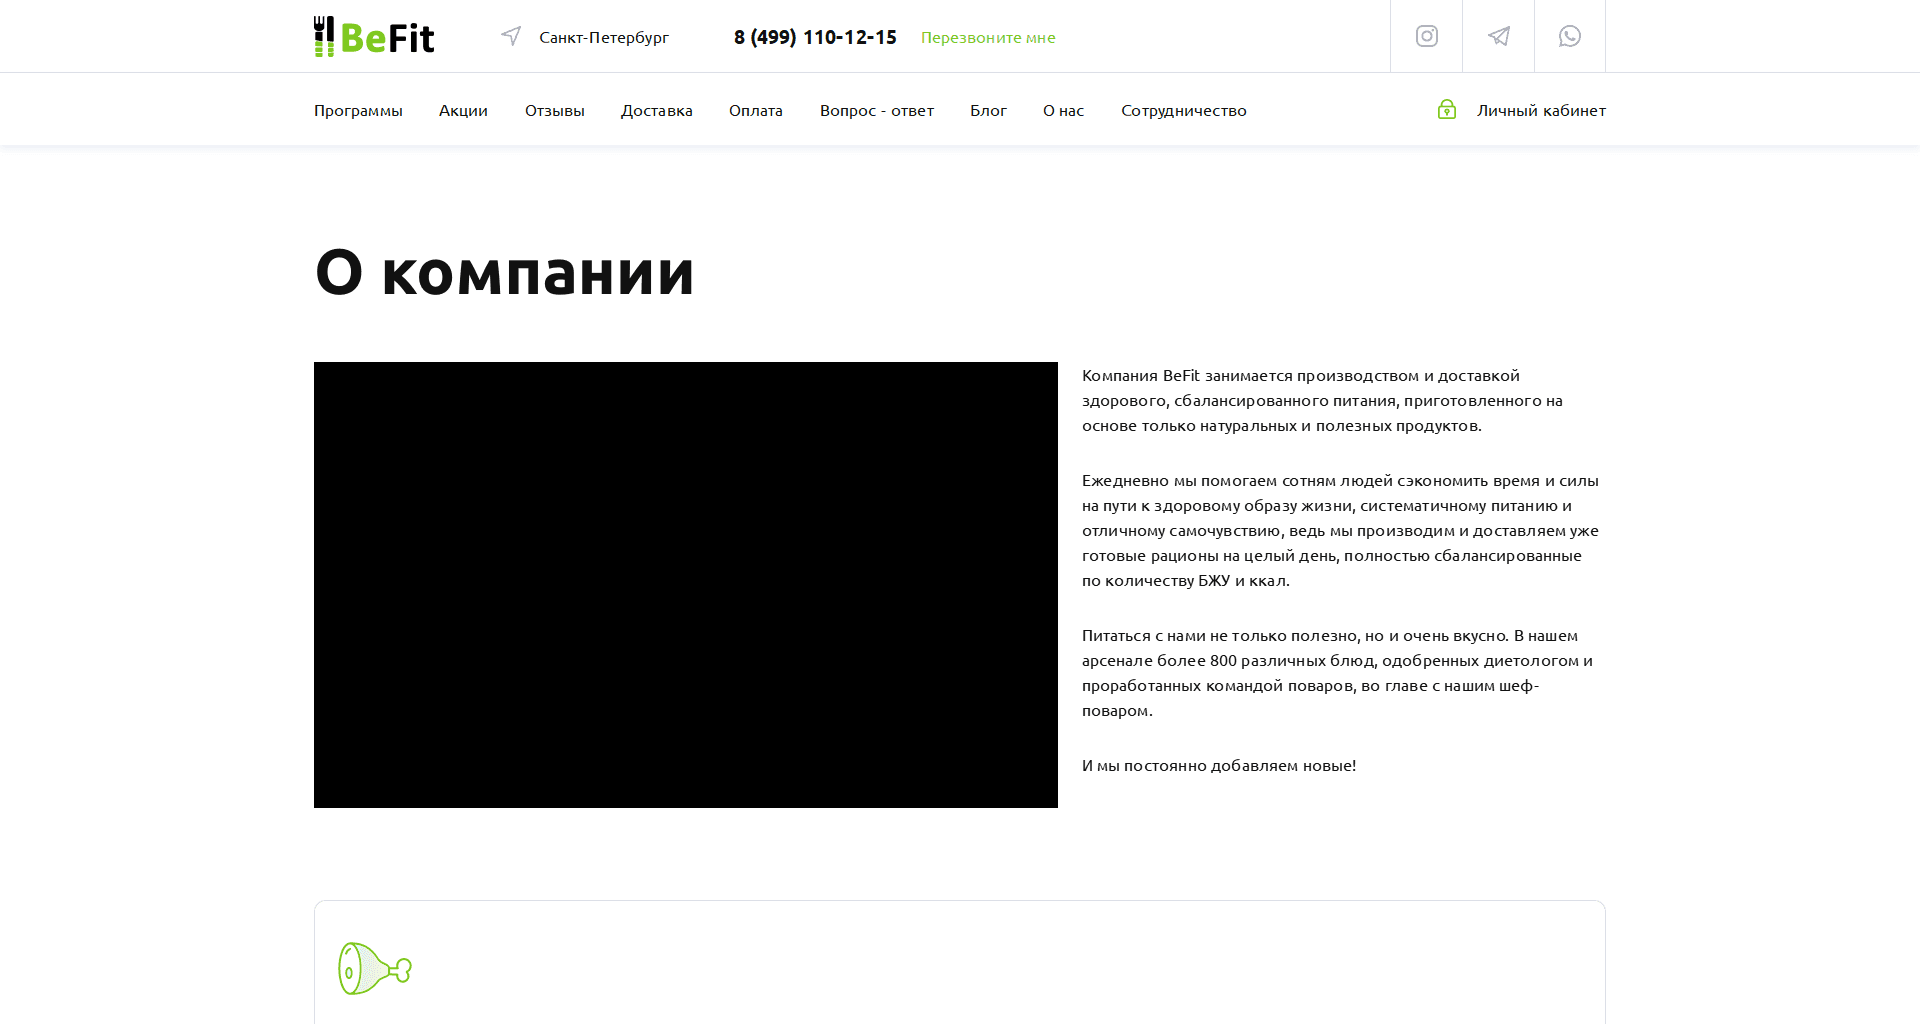 BeFit
Санкт-Петербург
8 (499) 110-12-15
Перезвоните мне
Программы
Акции
Отзывы
Доставка
Оплата
Вопрос - ответ
Блог
О нас
Сотрудничество
Личный кабинет
О компании
Компания BeFit занимается производством и доставкой
здорового, сбалансированного питания, приготовленного на
основе только натуральных и полезных продуктов.
Ежедневно мы помогаем сотням людей сэкономить время и силы
на пути к здоровому образу жизни, систематичному питанию и
отличному самочувствию, ведь мы производим и доставляем уже
готовые рационы на целый день, полностью сбалансированные
по количеству БЖУ и ккал.
Питаться с нами не только полезно, но и очень вкусно. В нашем
арсенале более 800 различных блюд, одобренных диетологом и
проработанных командой поваров, во главе с нашим шеф-
поваром.
И мы постоянно добавляем новые!